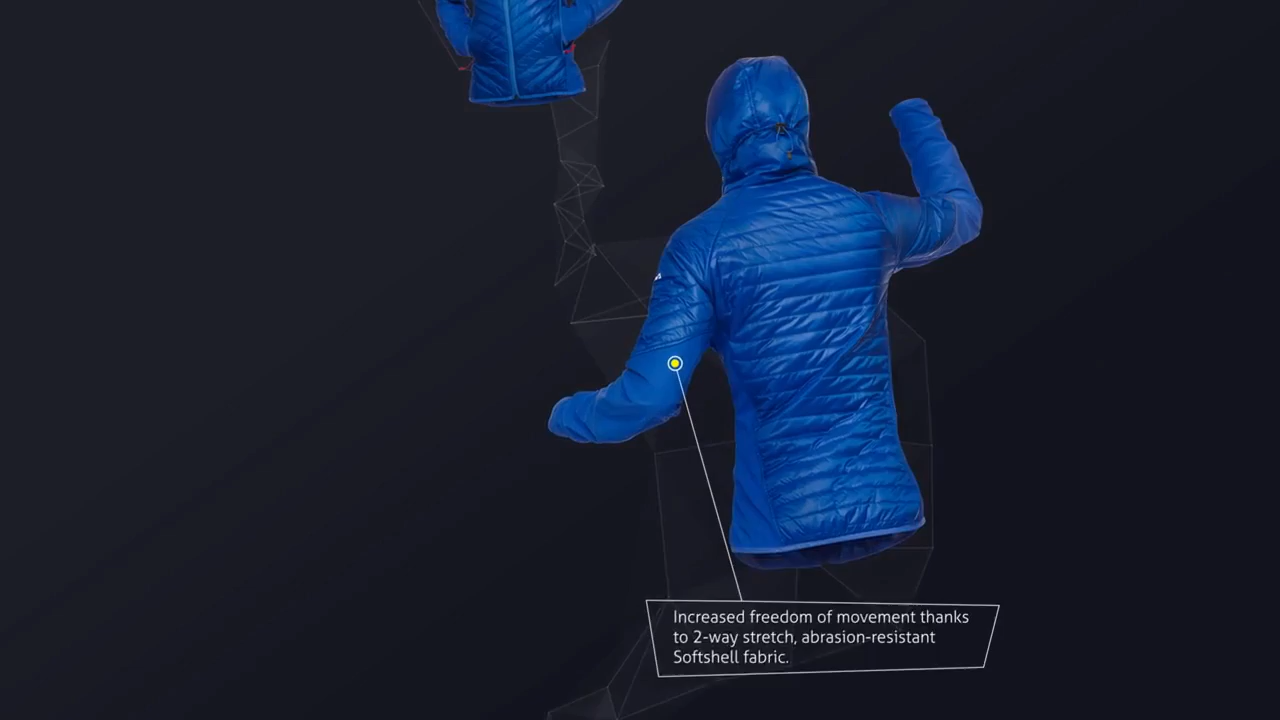 Increased freedom of movement thanks
to 2-way stretch, abrasion-resistant
Softshell fabric.